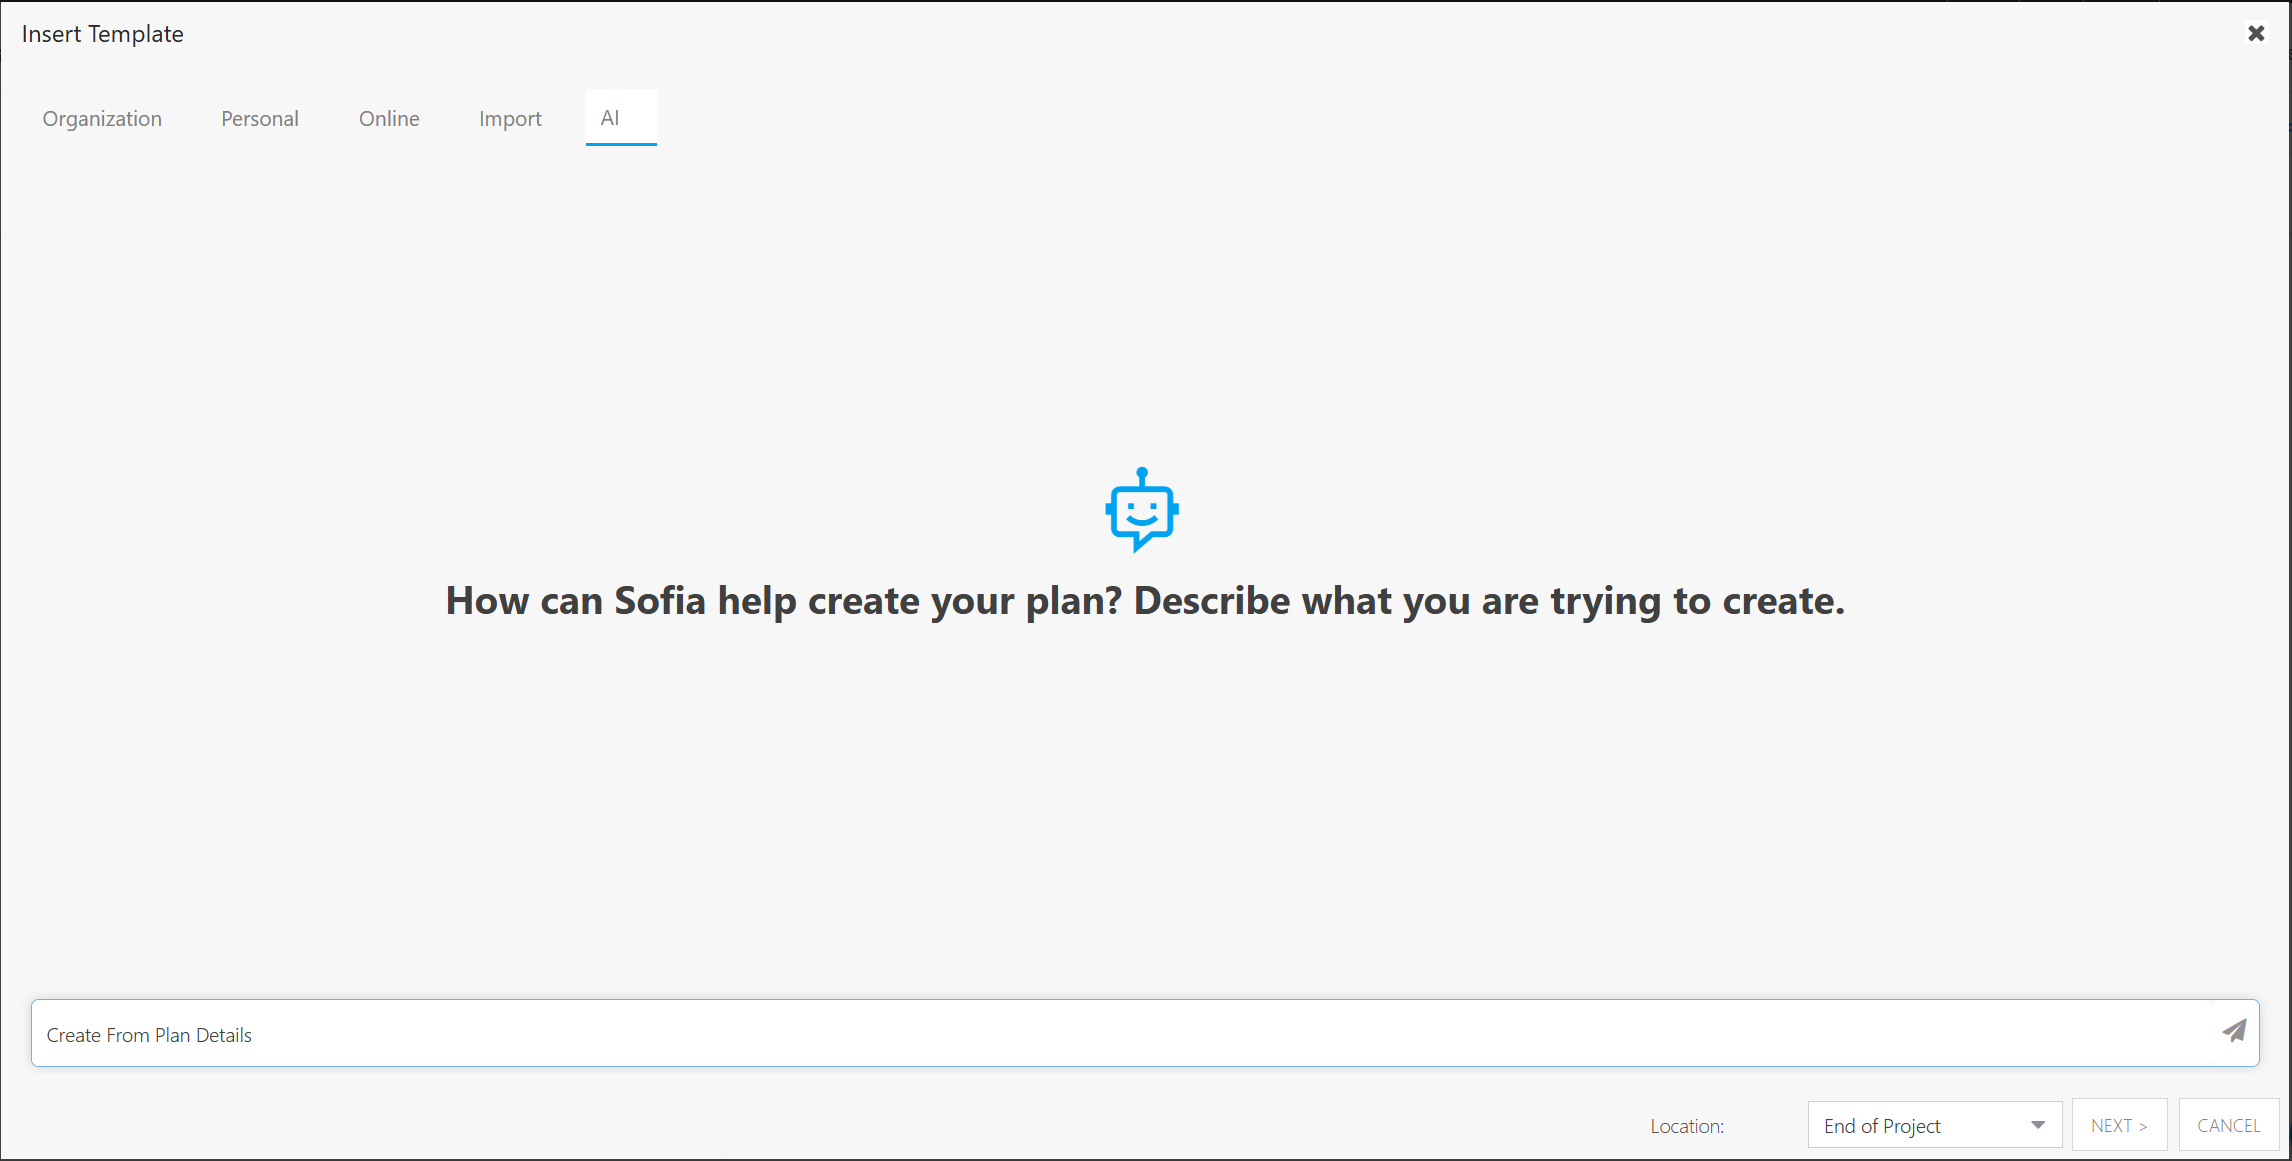 Insert Template
Organization Personal Online Import AI
How can Sofia help create your plan? Describe what you are trying to create.
Create From Plan Details
Location: End of Project NEXT > CANCEL